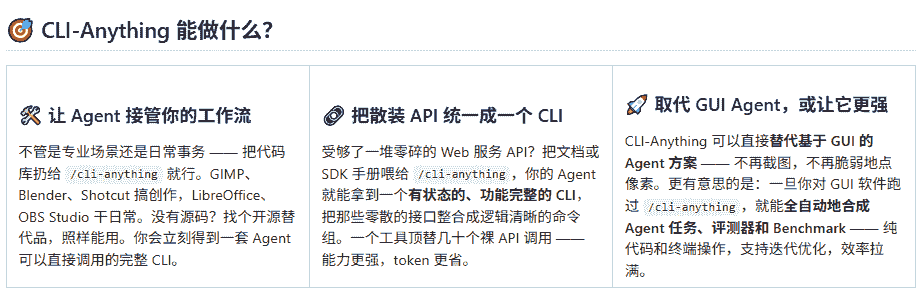 CLI-Anything 能做什么？
让 Agent 接管你的工作流
不管是专业场景还是日常事务 —— 把代码
库扔给 /cli-anything 就行。GIMP、
Blender、Shotcut 搞创作，LibreOffice、
OBS Studio 干日常。没有源码？找个开源替
代品，照样能用。你会立刻得到一套 Agent
可以直接调用的完整 CLI。
把散装 API 统一成一个 CLI
受够了一堆零碎的 Web 服务 API？把文档或
SDK 手册喂给 /cli-anything，你的 Agent
就能拿到一个有状态的、功能完整的 CLI，
把那些零散的接口整合成逻辑清晰的命令
组。一个工具顶替几十个裸 API 调用 ——
能力更强，token 更省。
取代 GUI Agent，或让它更强
CLI-Anything 可以直接替代基于 GUI 的
Agent 方案 —— 不再截图，不再脆弱地点
像素。更有意思的是：一旦你对 GUI 软件跑
过 /cli-anything，就能全自动地合成
Agent 任务、评测器和 Benchmark —— 纯
代码和终端操作，支持迭代优化，效率拉
满。